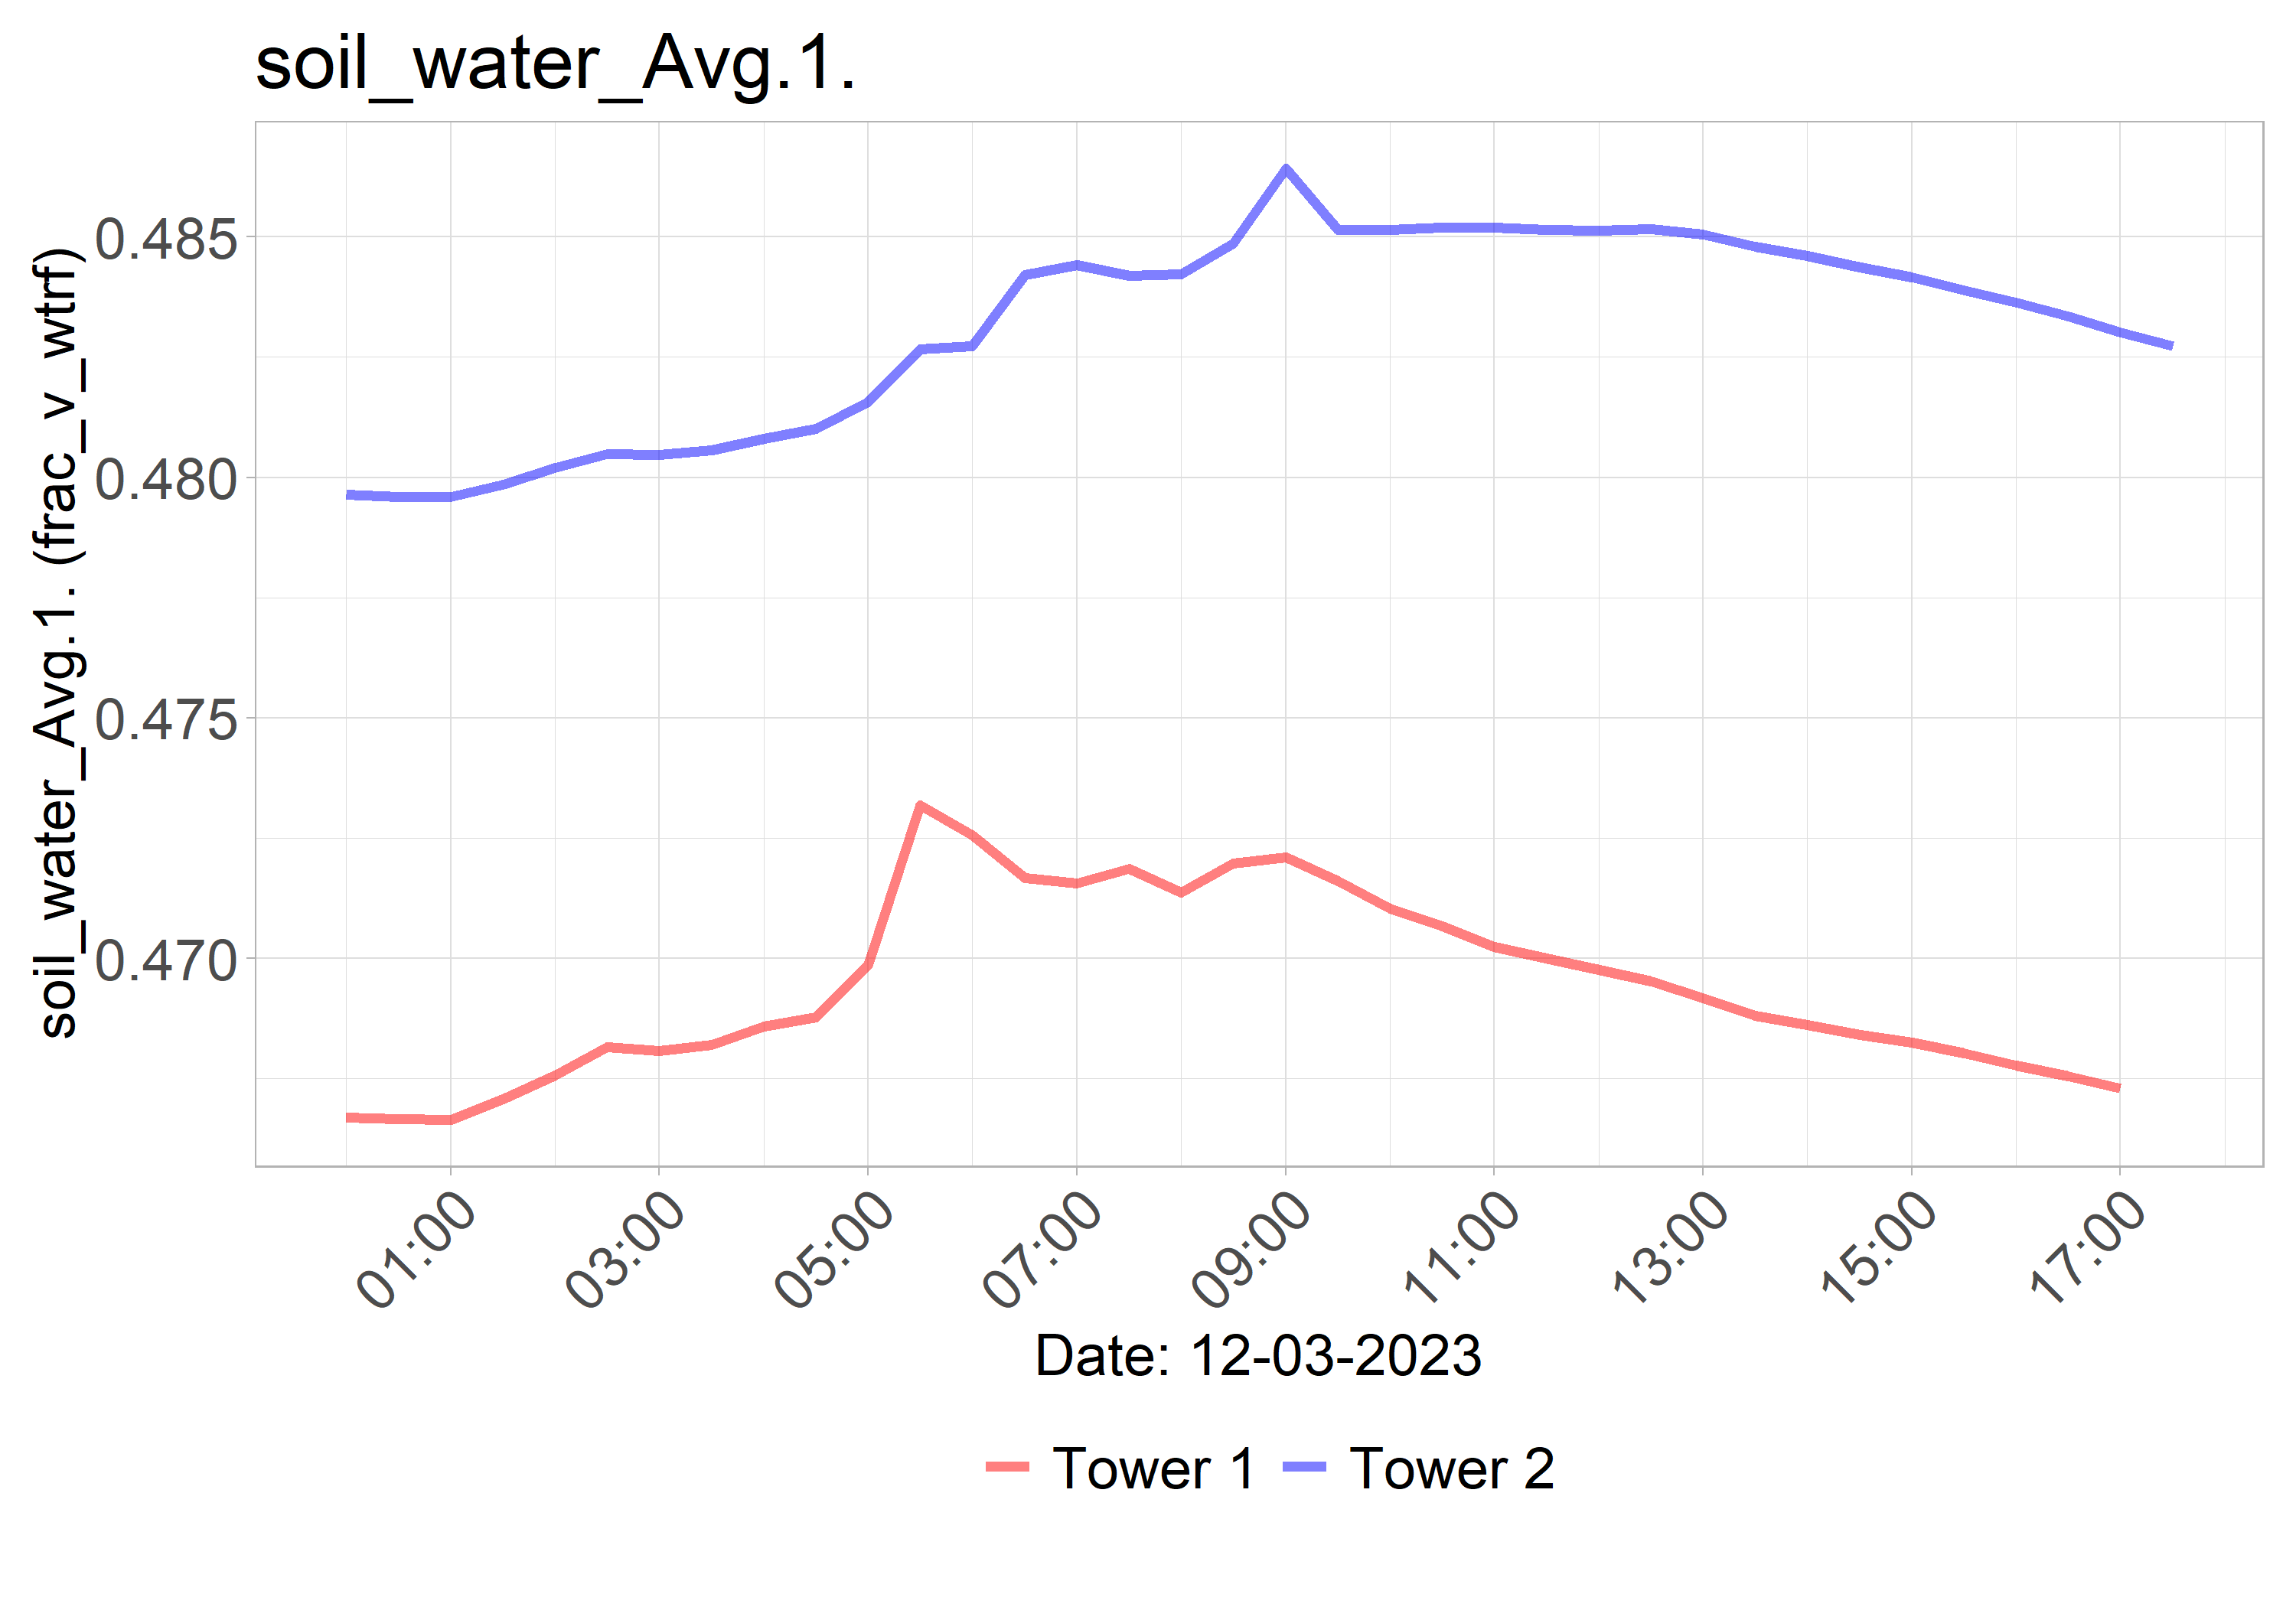 soil_water_Avg.1.
soil_water_Avg.1. (frac_v_wtrf)
0.485
0.480
0.475
0.470
01:00
03:00
05:00
07:00
09:00
11:00
13:00
15:00
17:00
Date: 12-03-2023
Tower 1
Tower 2